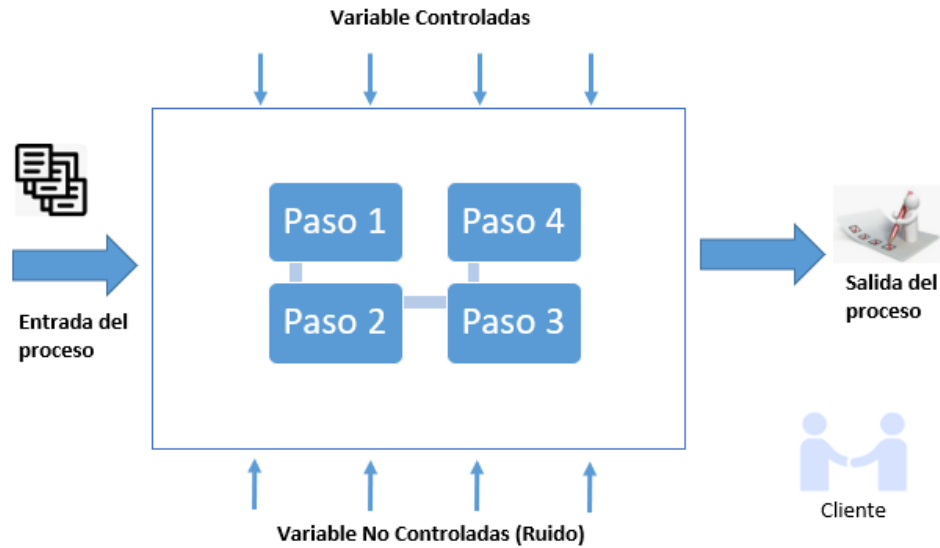 Variable Controladas
Paso 1
Paso 4
Paso 2
Paso 3
Entrada del
proceso
Salida del
proceso
Cliente
Variable No Controladas (Ruido)